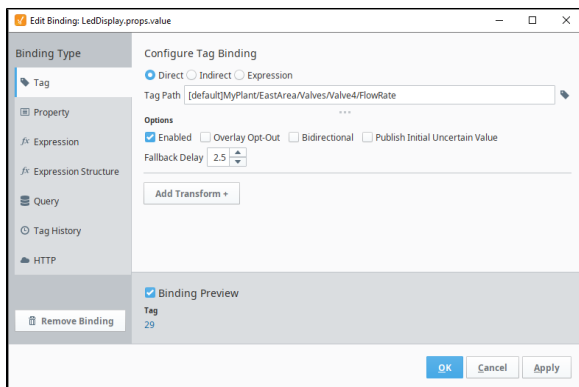 Edit Binding: LedDisplay.props.value
Binding Type
Tag
Property
fx Expression
fx Expression Structure
Query
Tag History
HTTP
Remove Binding
Configure Tag Binding
Direct Indirect Expression
Tag Path [default]MyPlant/EastArea/Valves/Valve4/FlowRate
Options
Enabled Overlay Opt-Out Bidirectional Publish Initial Uncertain Value
Fallback Delay 2.5
Add Transform +
Binding Preview
Tag
29
OK Cancel Apply